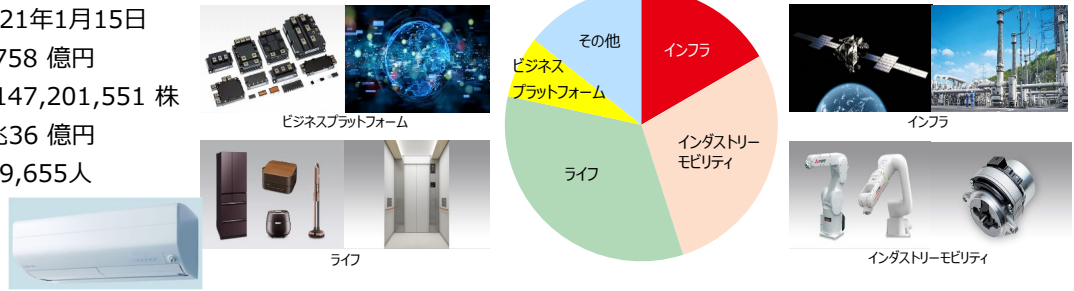 21年1月15日
758 億円
147,201,551 株
兆36 億円
9,655人
ビジネスプラットフォーム
ライフ
その他
インフラ
ビジネス
プラットフォーム
インダストリー
モビリティ
ライフ
インフラ
インダストリーモビリティ